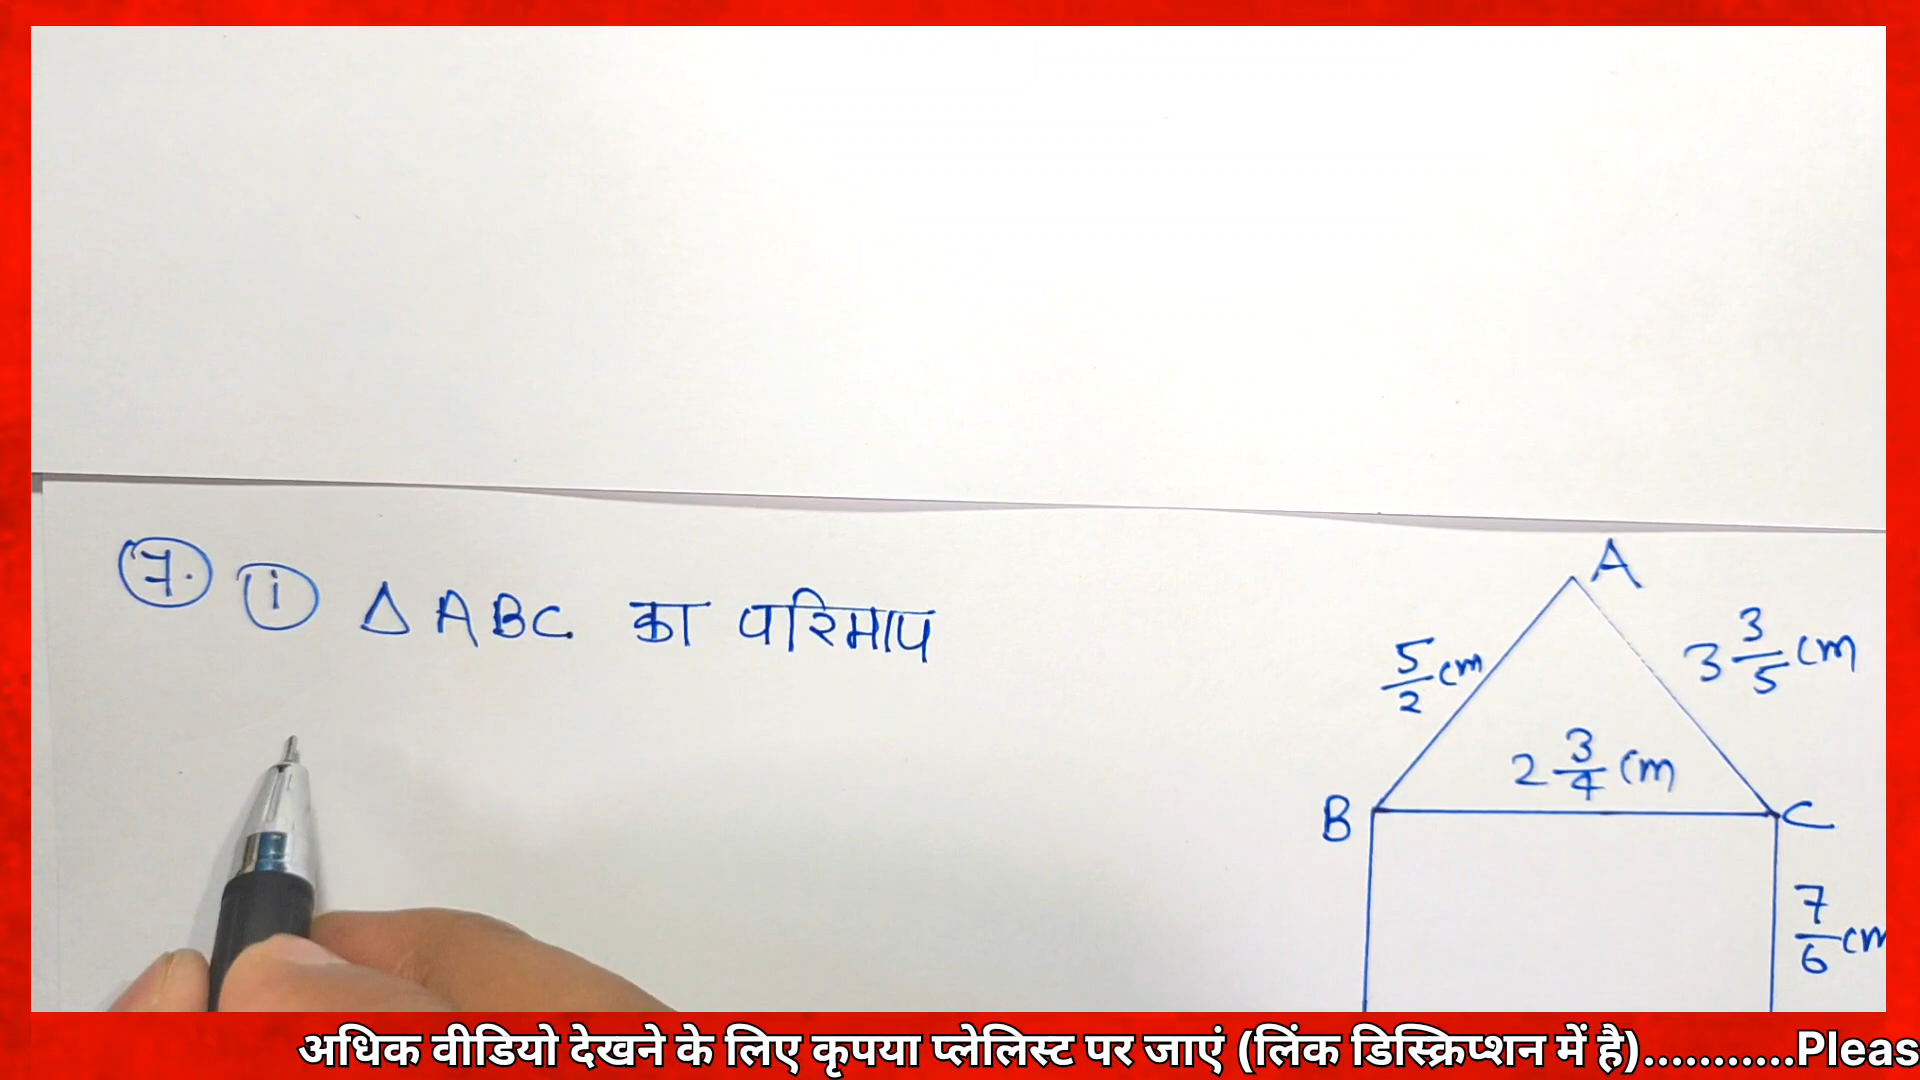 7. i Δ ABC का परिमाप
A
5/2 cm
3 3/5 cm
2 3/4 cm
B
C
7/6 cm
अधिक वीडियो देखने के लिए कृपया प्लेलिस्ट पर जाएं (लिंक डिस्क्रिप्शन में है)...........Pleas